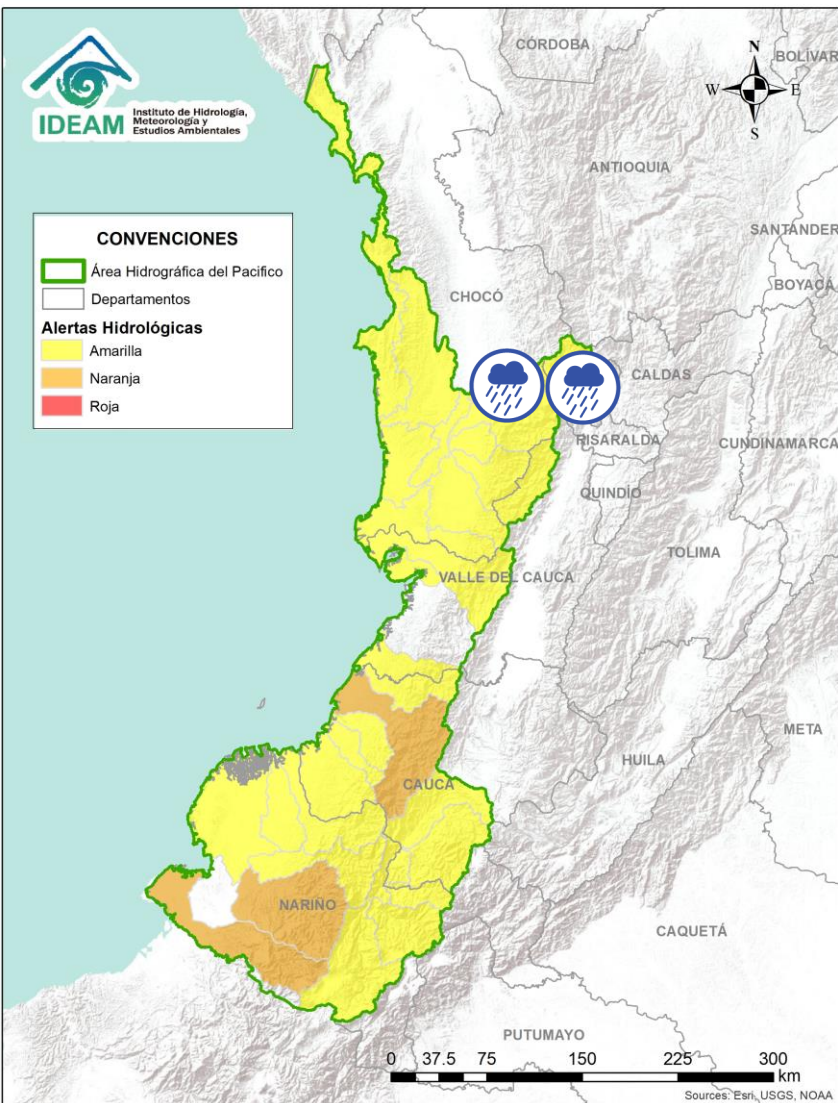 IDEAM
Instituto de Hidrología,
Meteorología y
Estudios Ambientales
CÓRDOBA
BOLÍVAR
N
W
E
S
ANTIOQUIA
SANTANDER
BOYACÁ
CONVENCIONES
Área Hidrográfica del Pacifico
Departamentos
Alertas Hidrológicas
Amarilla
Naranja
Roja
CHOCÓ
CALDAS
RISARALDA
CUNDINAMARCA
QUINDÍO
TOLIMA
VALLE DEL CAUCA
META
HUILA
CAUCA
NARIÑO
CAQUETÁ
PUTUMAYO
0 37.5 75 150 225 300
km
Sources: Esri, USGS, NOAA